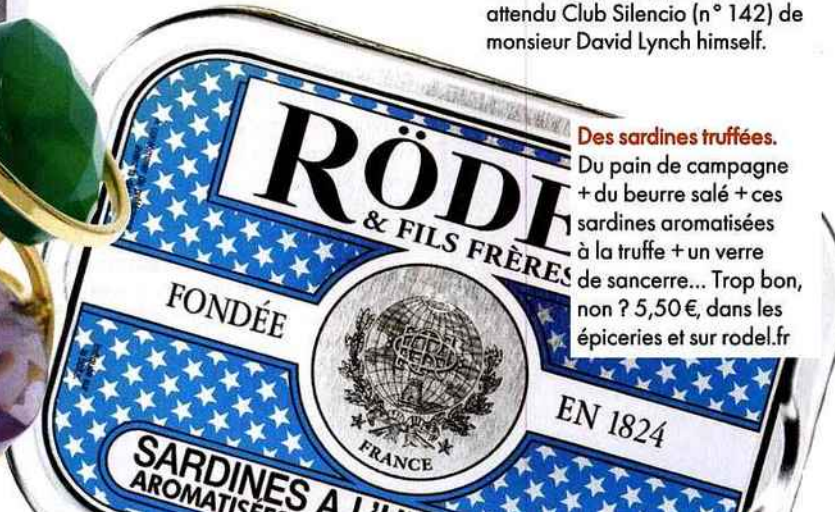 attendu Club Silencio (n° 142) de
monsieur David Lynch himself.
Des sardines truffées.
Du pain de campagne
+ du beurre salé + ces
sardines aromatisées
à la truffe + un verre
de sancerre... Trop bon,
non ? 5,50 €, dans les
épiceries et sur rodel.fr
RÖDE
& FILS FRÈRES
FONDÉE
EN 1824
FRANCE
SARDINES A L'HU
AROMATISÉES